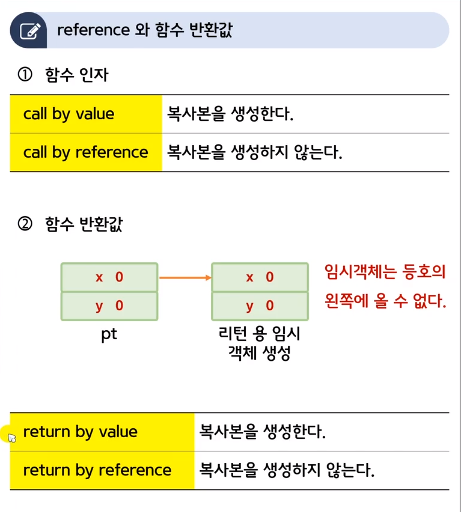 reference 와 함수 반환값
① 함수 인자
call by value 복사본을 생성한다.
call by reference 복사본을 생성하지 않는다.
② 함수 반환값
x 0 x 0 임시객체는 등호의
y 0 y 0 왼쪽에 올 수 없다.
pt 리턴 용 임시
객체 생성
return by value 복사본을 생성한다.
return by reference 복사본을 생성하지 않는다.